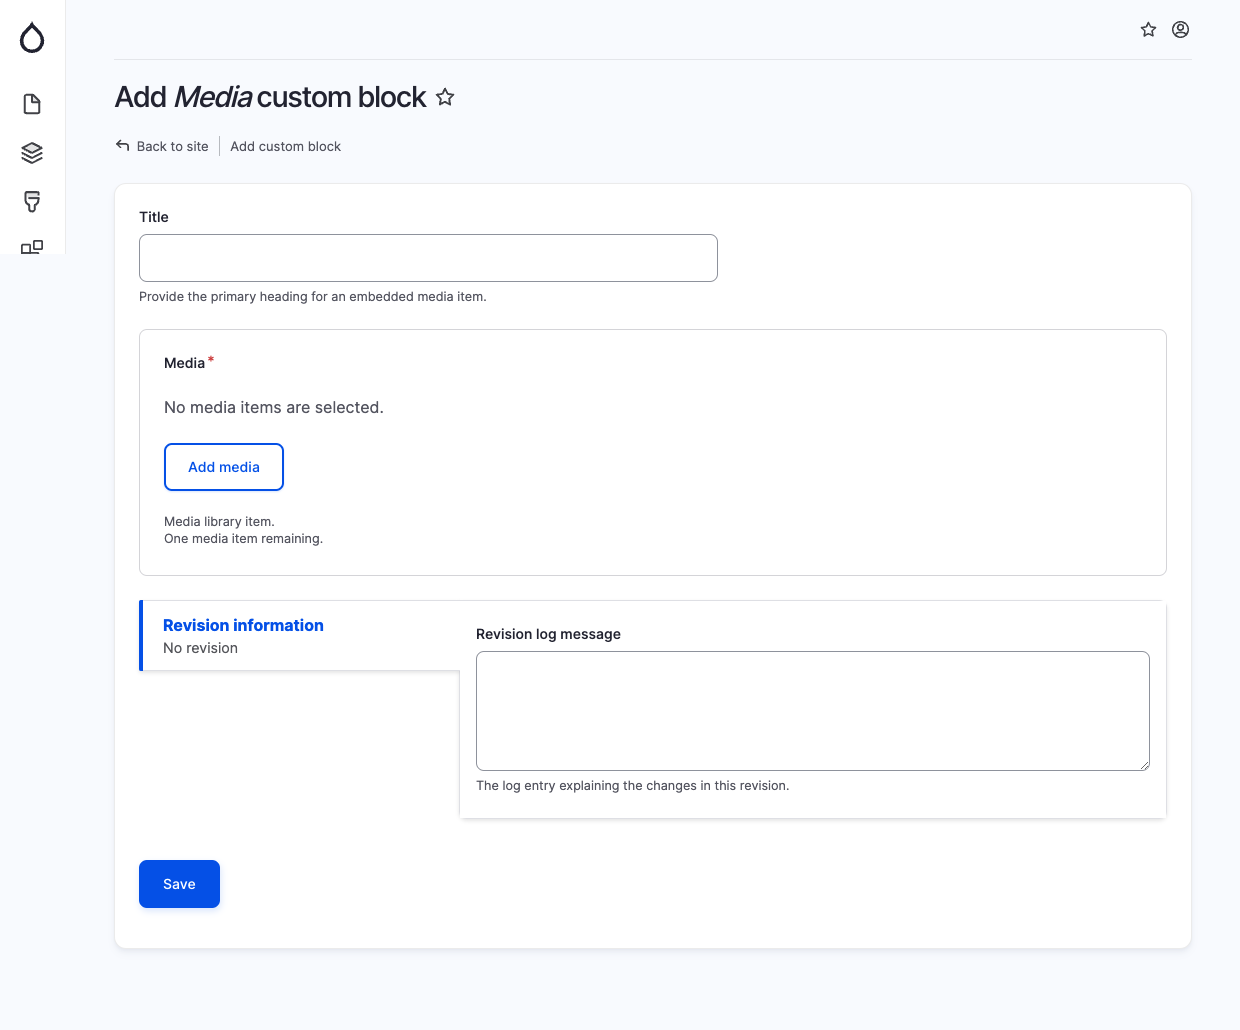 Add Media custom block
Back to site
Add custom block
Title
Provide the primary heading for an embedded media item.
Media*
No media items are selected.
Add media
Media library item.
One media item remaining.
Revision information
No revision
Revision log message
The log entry explaining the changes in this revision.
Save